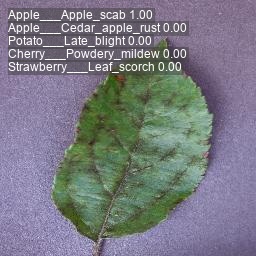 Apple___Apple_scab 1.00
Apple___Cedar_apple_rust 0.00
Potato___Late_blight 0.00
Cherry___Powdery_mildew 0.00
Strawberry___Leaf_scorch 0.00